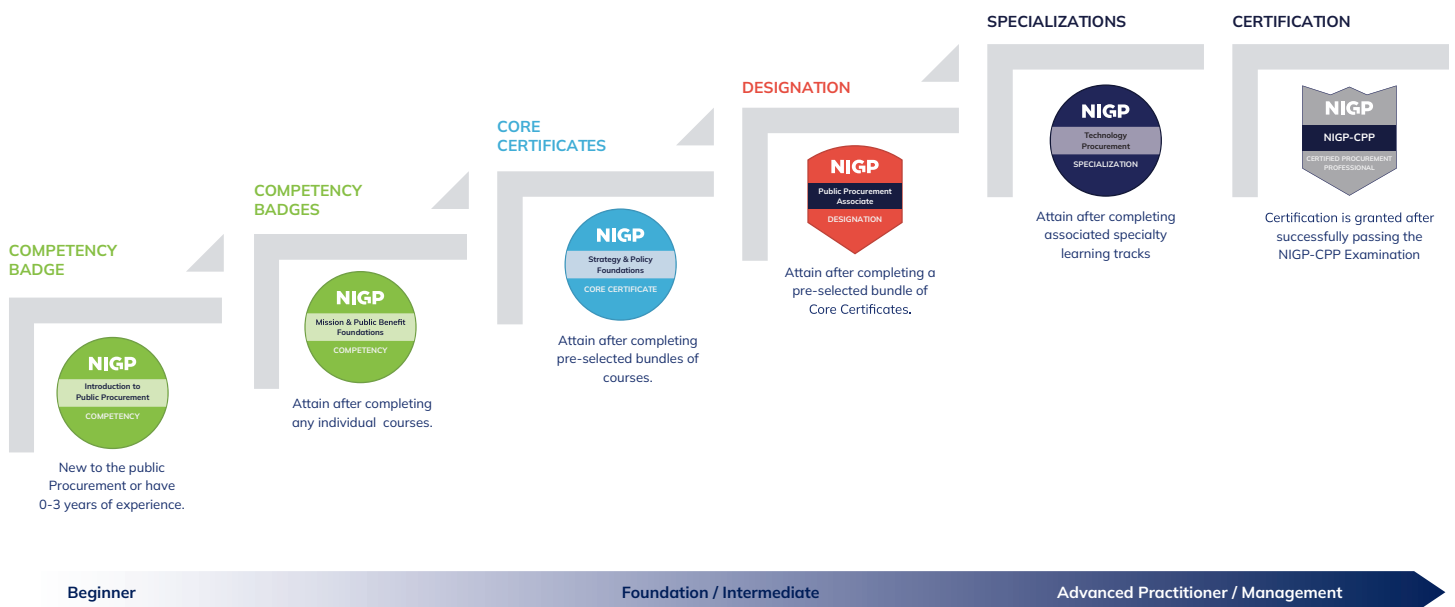 COMPETENCY
BADGE
NIGP
Introduction to
Public Procurement
COMPETENCY
New to the public
Procurement or have
0-3 years of experience.
COMPETENCY
BADGES
NIGP
Mission & Public Benefit
Foundations
COMPETENCY
Attain after completing
any individual courses.
CORE
CERTIFICATES
NIGP
Strategy & Policy
Foundations
CORE CERTIFICATE
Attain after completing
pre-selected bundles of
courses.
DESIGNATION
NIGP
Public Procurement
Associate
DESIGNATION
Attain after completing a
pre-selected bundle of
Core Certificates.
SPECIALIZATIONS
NIGP
Technology
Procurement
SPECIALIZATION
Attain after completing
associated specialty
learning tracks
CERTIFICATION
NIGP
NIGP-CPP
CERTIFIED PROCUREMENT
PROFESSIONAL
Certification is granted after
successfully passing the
NIGP-CPP Examination
Beginner
Foundation / Intermediate
Advanced Practitioner / Management